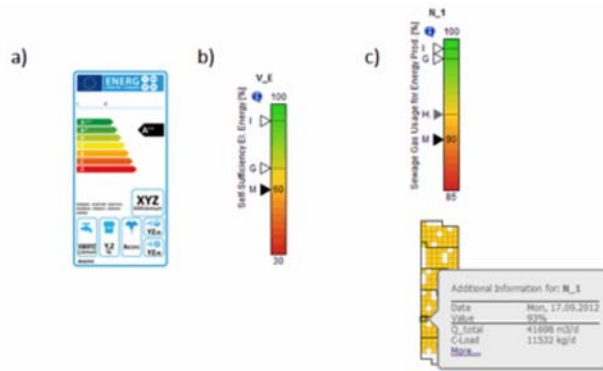 a)
ENERG
A++
XYZ
YZ
Y,Z
YZ
b)
V_E
100
Self Sufficiency El. Energy [%]
I
G
M
60
30
c)
N_1
100
Sewage Gas Usage for Energy Prod. [%]
I
G
H.
M
90
85
Additional Information for: N_1
Date Mon, 17.09.2012
Value 93%
Q_total 41698 m3/d
C-Load 11532 kg/d
More...